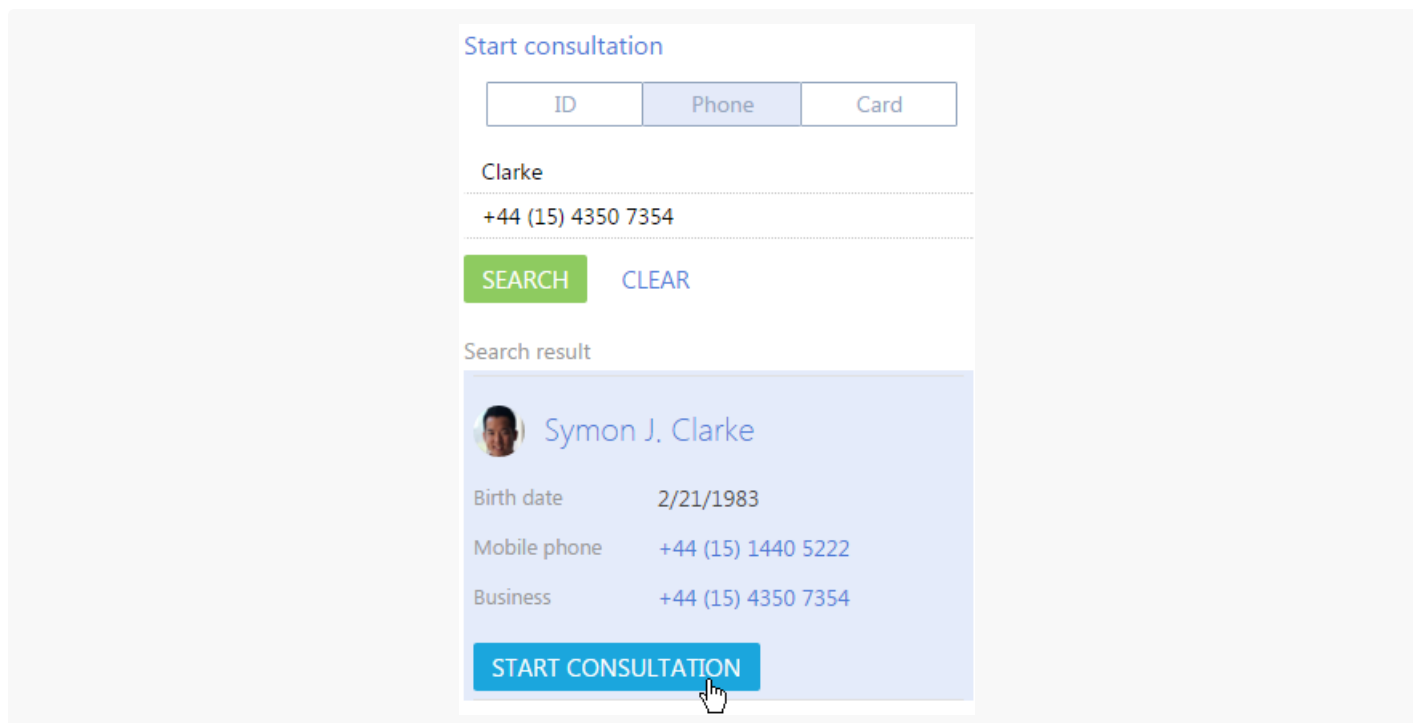 Start consultation
ID Phone Card
Clarke
+44 (15) 4350 7354
SEARCH CLEAR
Search result
Symon J. Clarke
Birth date 2/21/1983
Mobile phone +44 (15) 1440 5222
Business +44 (15) 4350 7354
START CONSULTATION